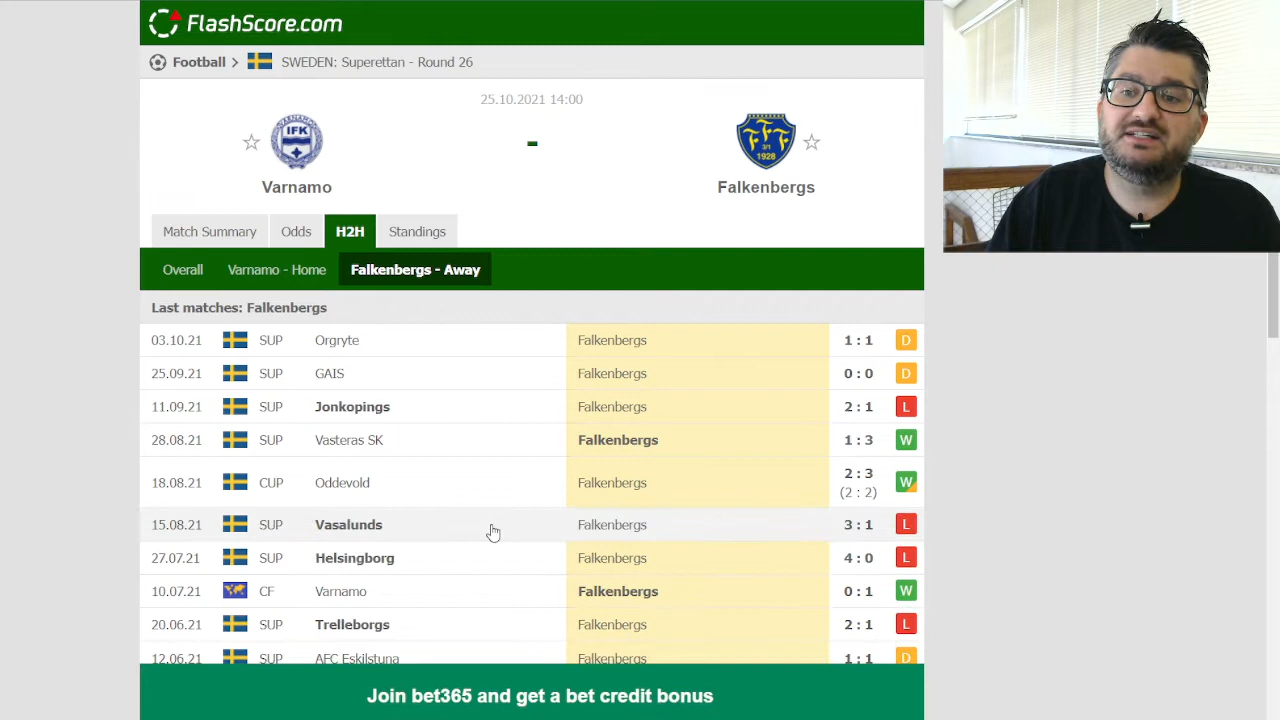 FlashScore.com
Football > SWEDEN: Superettan - Round 26
25.10.2021 14:00
IFK
FFF
3/1
1928
-
Varnamo Falkenbergs
Match Summary Odds H2H Standings
Overall Varnamo - Home Falkenbergs - Away
Last matches: Falkenbergs
03.10.21 SUP Orgryte Falkenbergs 1 : 1 D
25.09.21 SUP GAIS Falkenbergs 0 : 0 D
11.09.21 SUP Jonkopings Falkenbergs 2 : 1 L
28.08.21 SUP Vasteras SK Falkenbergs 1 : 3 W
18.08.21 CUP Oddevold Falkenbergs 2 : 3 (2 : 2) W
15.08.21 SUP Vasalunds Falkenbergs 3 : 1 L
27.07.21 SUP Helsingborg Falkenbergs 4 : 0 L
10.07.21 CF Varnamo Falkenbergs 0 : 1 W
20.06.21 SUP Trelleborgs Falkenbergs 2 : 1 L
12.06.21 SUP AFC Eskilstuna Falkenbergs 1 : 1 D
Join bet365 and get a bet credit bonus